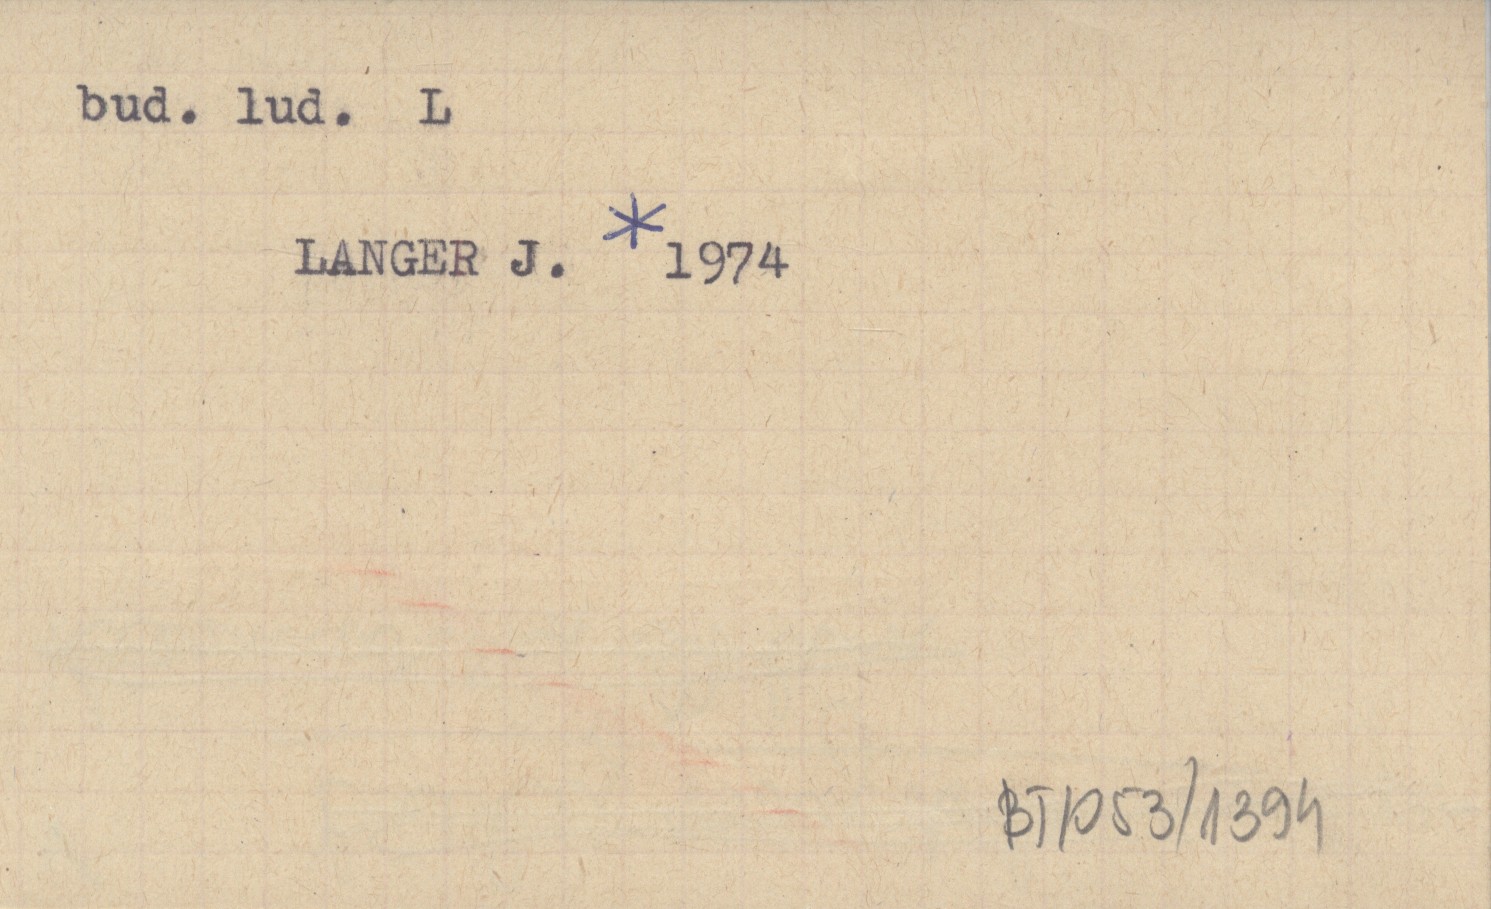 bud. lud. L
LANGER J. * 1974
BT/053/1394